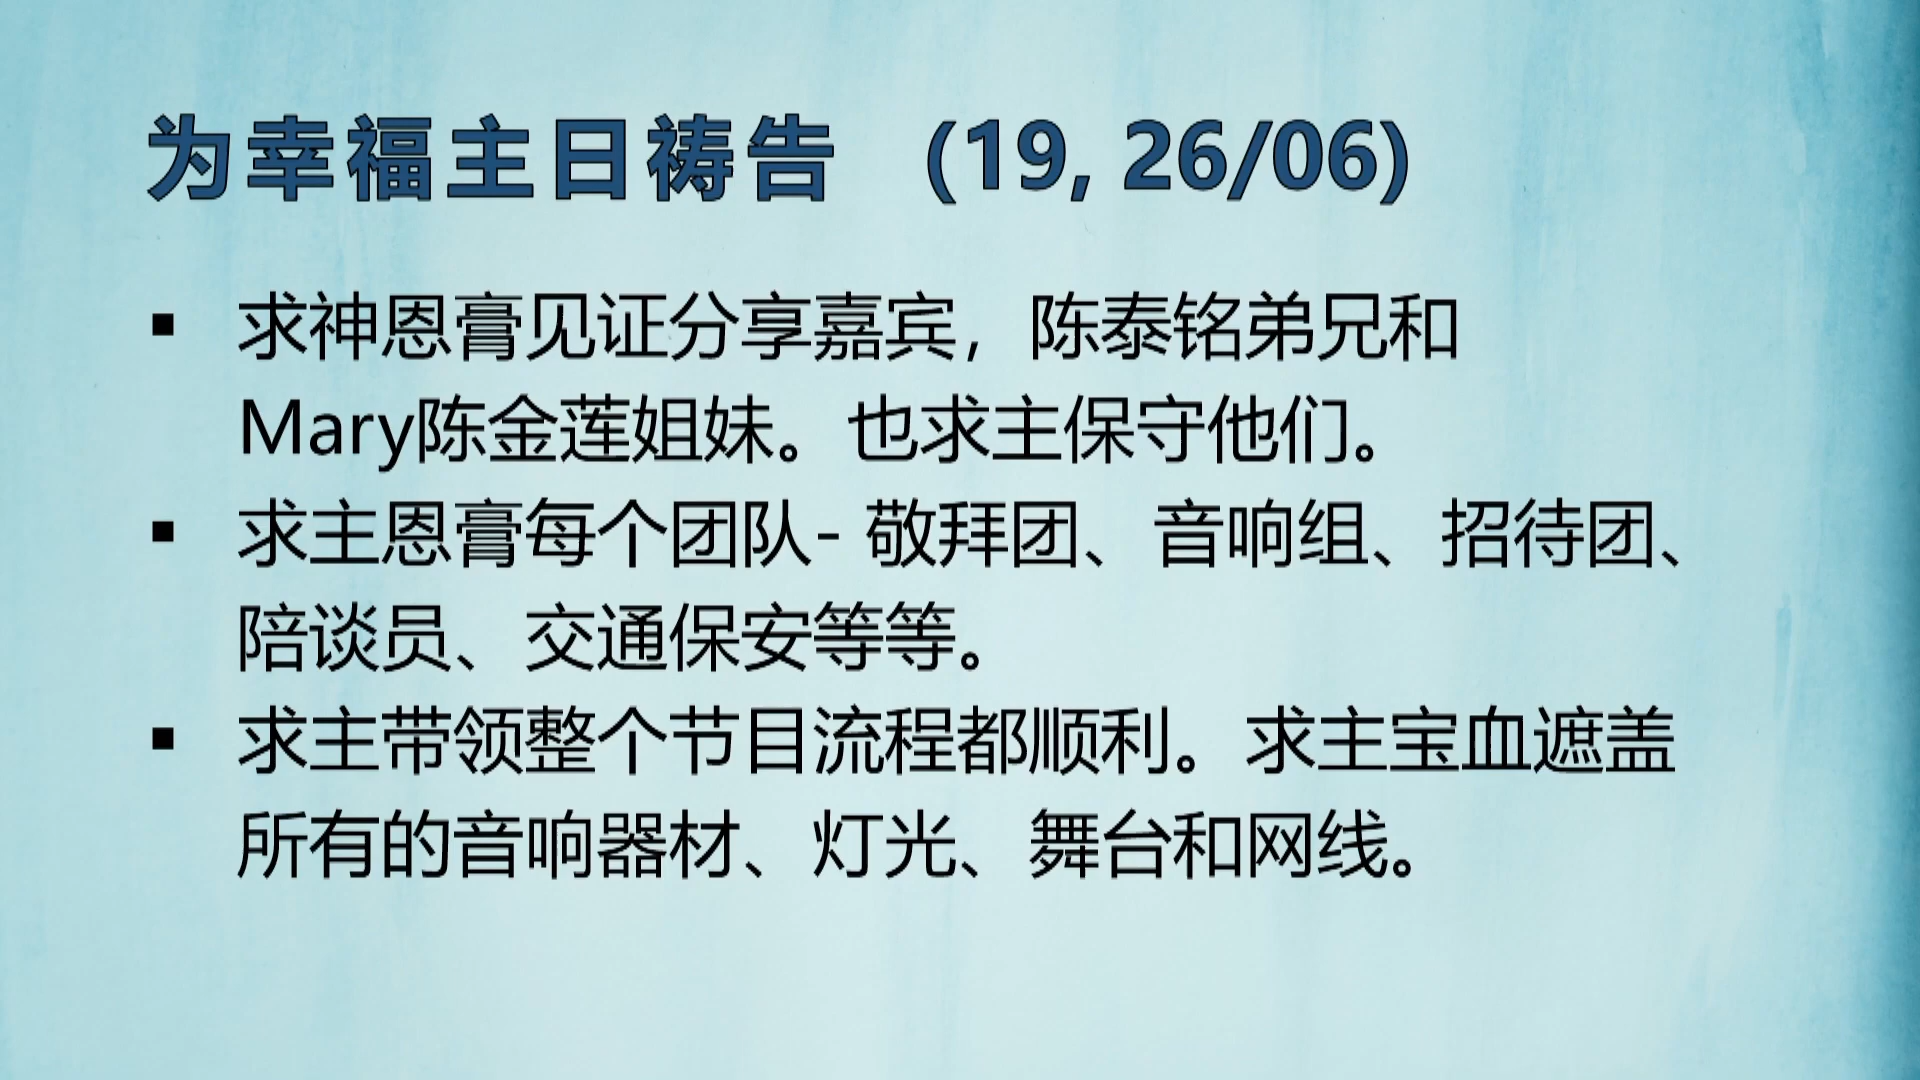 为幸福主日祷告 (19, 26/06)
▪ 求神恩膏见证分享嘉宾，陈泰铭弟兄和
Mary陈金莲姐妹。也求主保守他们。
▪ 求主恩膏每个团队- 敬拜团、音响组、招待团、
陪谈员、交通保安等等。
▪ 求主带领整个节目流程都顺利。求主宝血遮盖
所有的音响器材、灯光、舞台和网线。